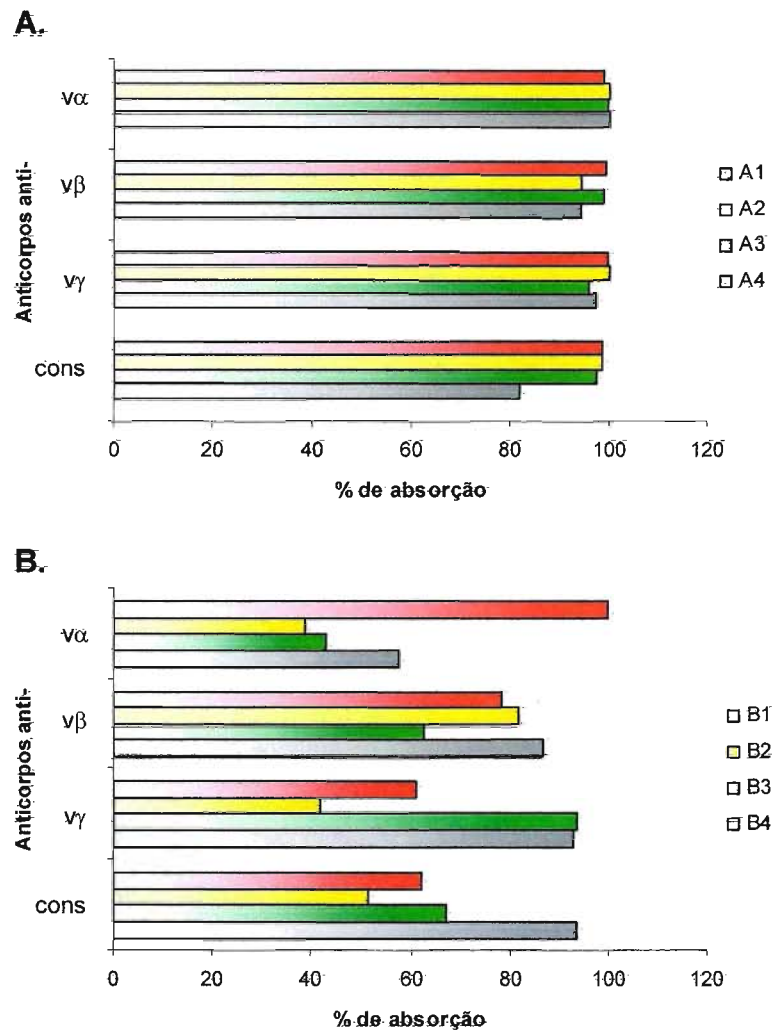 A.
Anticorpos anti-
vα
vβ
vγ
cons
0 20 40 60 80 100 120
% de absorção
A1
A2
A3
A4
B.
Anticorpos anti-
vα
vβ
vγ
cons
0 20 40 60 80 100 120
% de absorção
B1
B2
B3
B4